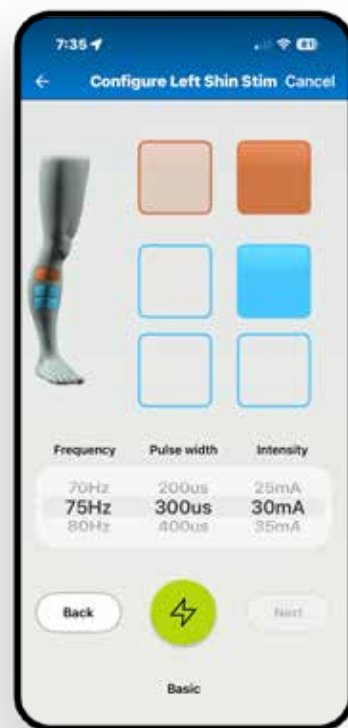 7:35
Configure Left Shin Stim Cancel
Frequency Pulse width Intensity
70Hz 200us 25mA
75Hz 300us 30mA
80Hz 400us 35mA
Back Next
Basic